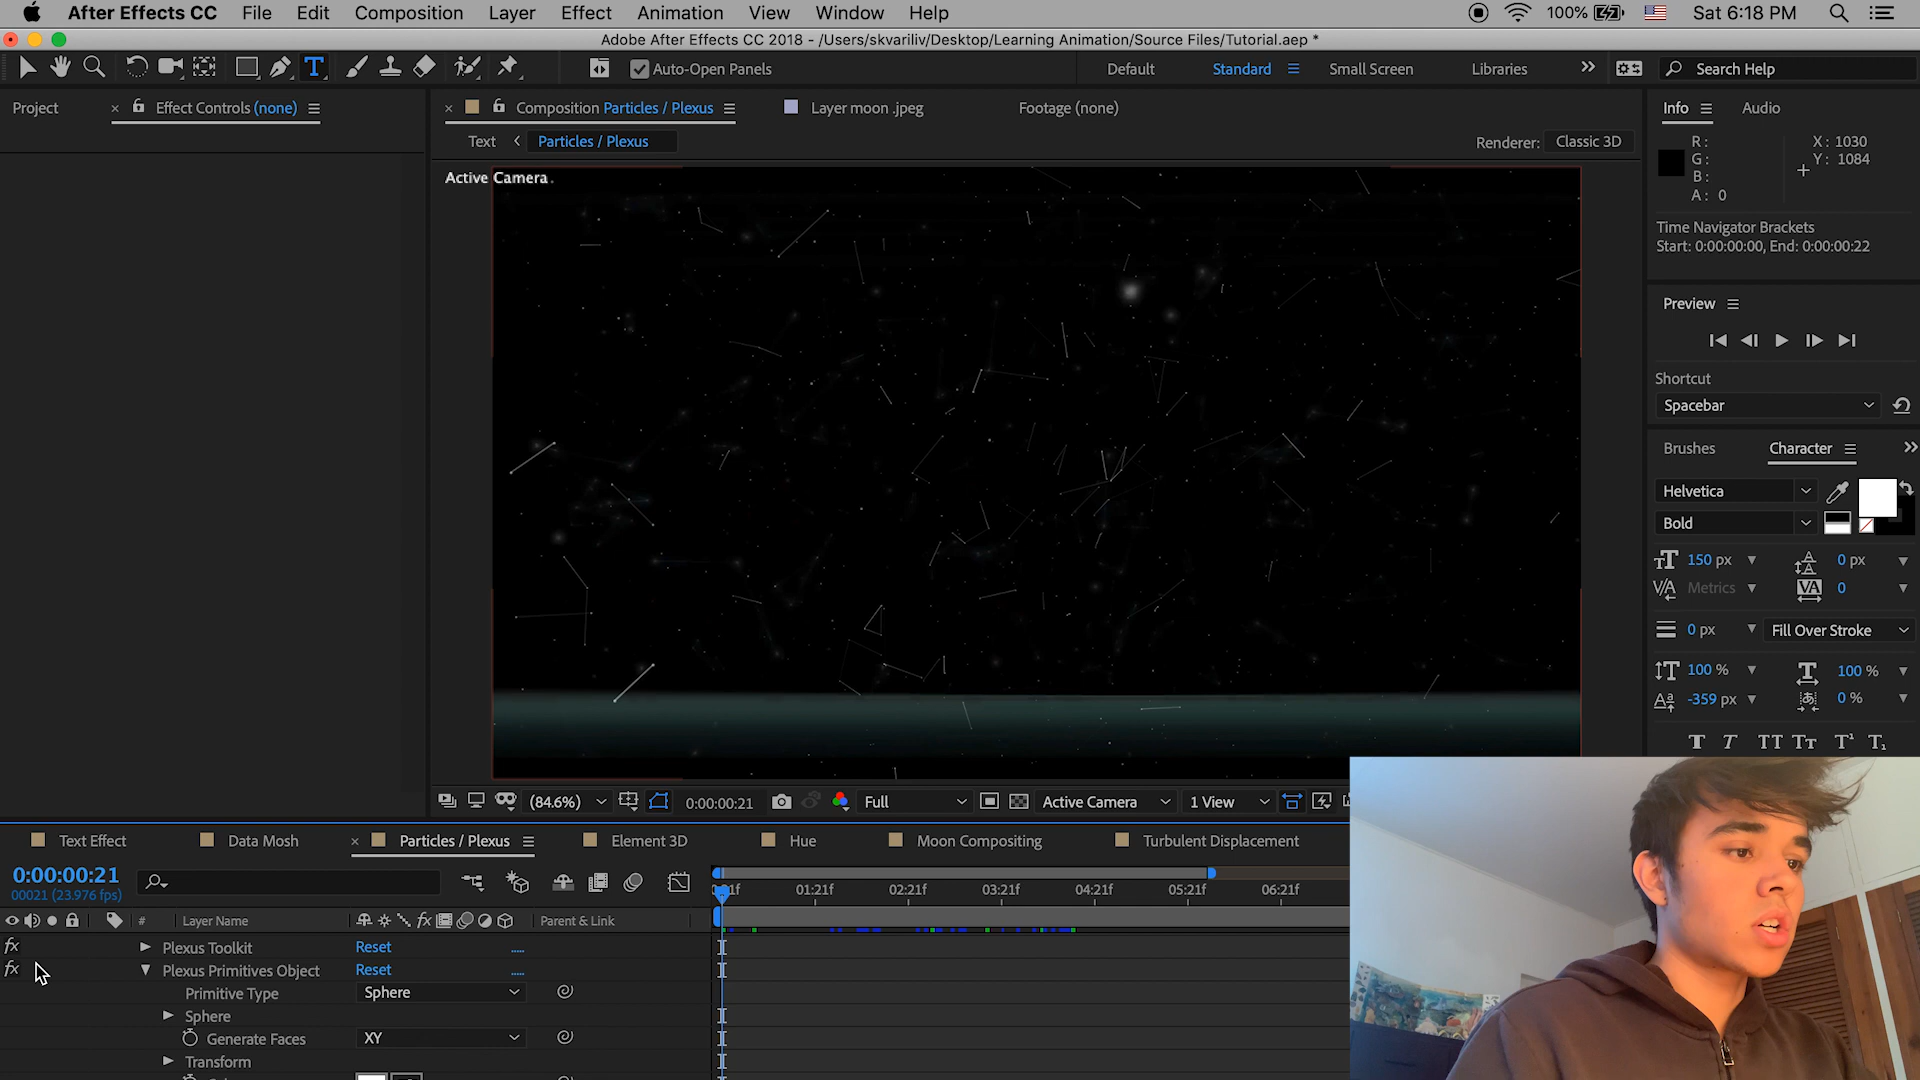 After Effects CC File Edit Composition Layer Effect Animation View Window Help 100% Sat 6:18 PM
Adobe After Effects CC 2018 - /Users/skvariliv/Desktop/Learning Animation/Source Files/Tutorial.aep *
T Auto-Open Panels Default Standard Small Screen Libraries Search Help
Project Effect Controls (none) Composition Particles / Plexus Layer moon .jpeg Footage (none) Info Audio
Text Particles / Plexus Renderer: Classic 3D
R: X: 1030
G: Y: 1084
B:
A: 0
Active Camera
Time Navigator Brackets
Start: 0:00:00:00, End: 0:00:00:22
Preview
Shortcut
Spacebar
Brushes Character
Helvetica
Bold
150 px 0 px
Metrics 0
0 px Fill Over Stroke
100 % 100 %
-359 px 0 %
T T TT Tt T¹ T₁
(84.6%) 0:00:00:21 Full Active Camera 1 View
Text Effect Data Mosh Particles / Plexus Element 3D Hue Moon Compositing Turbulent Displacement
0:00:00:21
00021 (23.976 fps)
01:21f 02:21f 03:21f 04:21f 05:21f 06:21f
# Layer Name fx Parent & Link
fx Plexus Toolkit Reset
fx Plexus Primitives Object Reset
Primitive Type Sphere
Sphere
Generate Faces XY
Transform